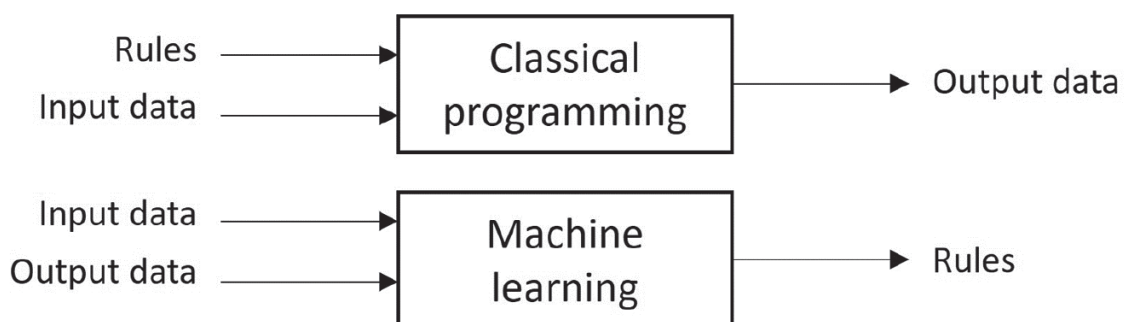 Rules
Input data
Classical
programming
Output data
Input data
Output data
Machine
learning
Rules